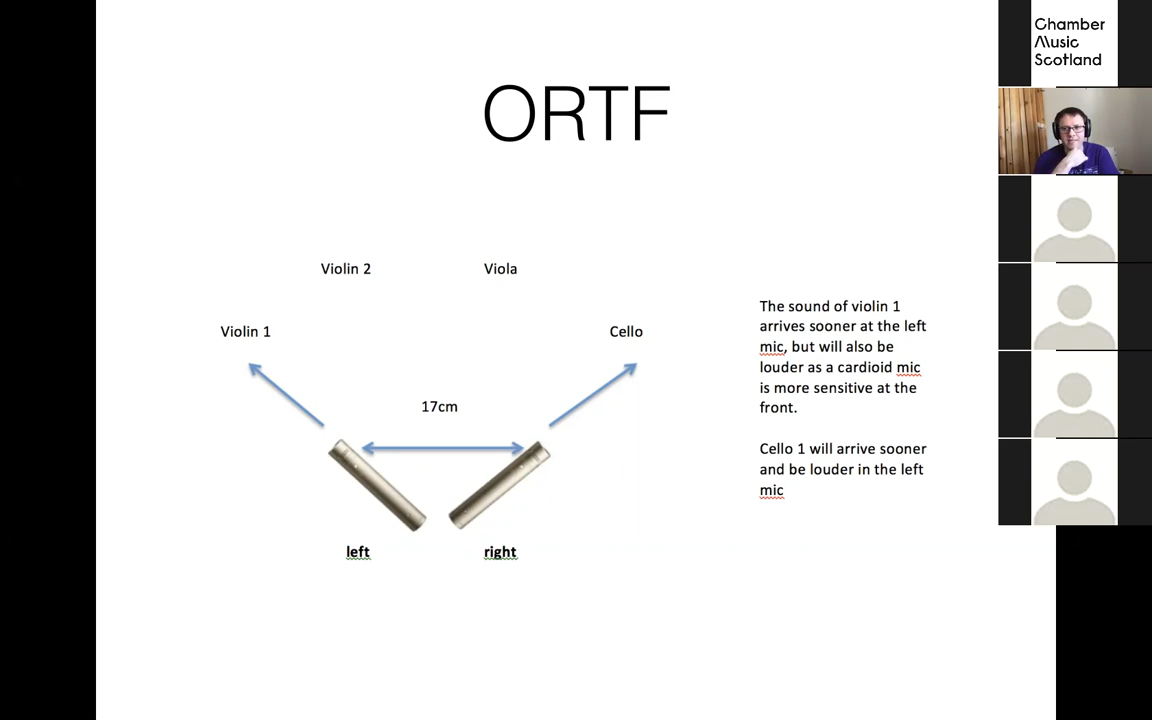 Chamber
Music
Scotland
ORTF
Violin 2
Viola
Violin 1
Cello
17cm
left
right
The sound of violin 1
arrives sooner at the left
mic, but will also be
louder as a cardioid mic
is more sensitive at the
front.
Cello 1 will arrive sooner
and be louder in the left
mic